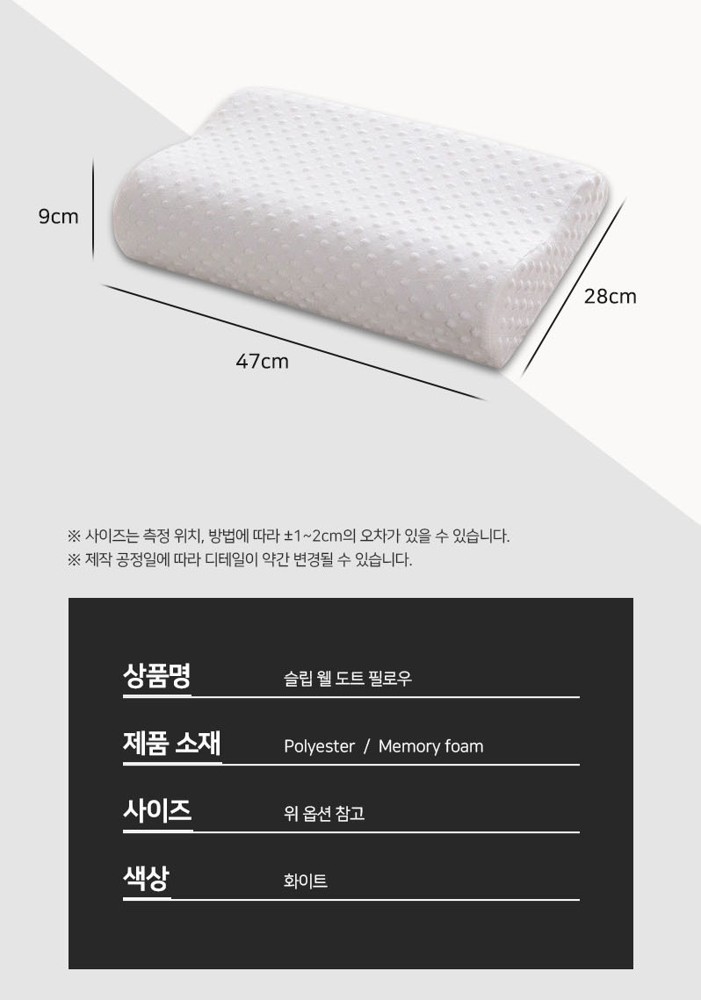 9cm
28cm
47cm
※ 사이즈는 측정 위치, 방법에 따라 ±1~2cm의 오차가 있을 수 있습니다.
※ 제작 공정일에 따라 디테일이 약간 변경될 수 있습니다.
상품명 슬립 웰 도트 필로우
제품 소재 Polyester / Memory foam
사이즈 위 옵션 참고
색상 화이트